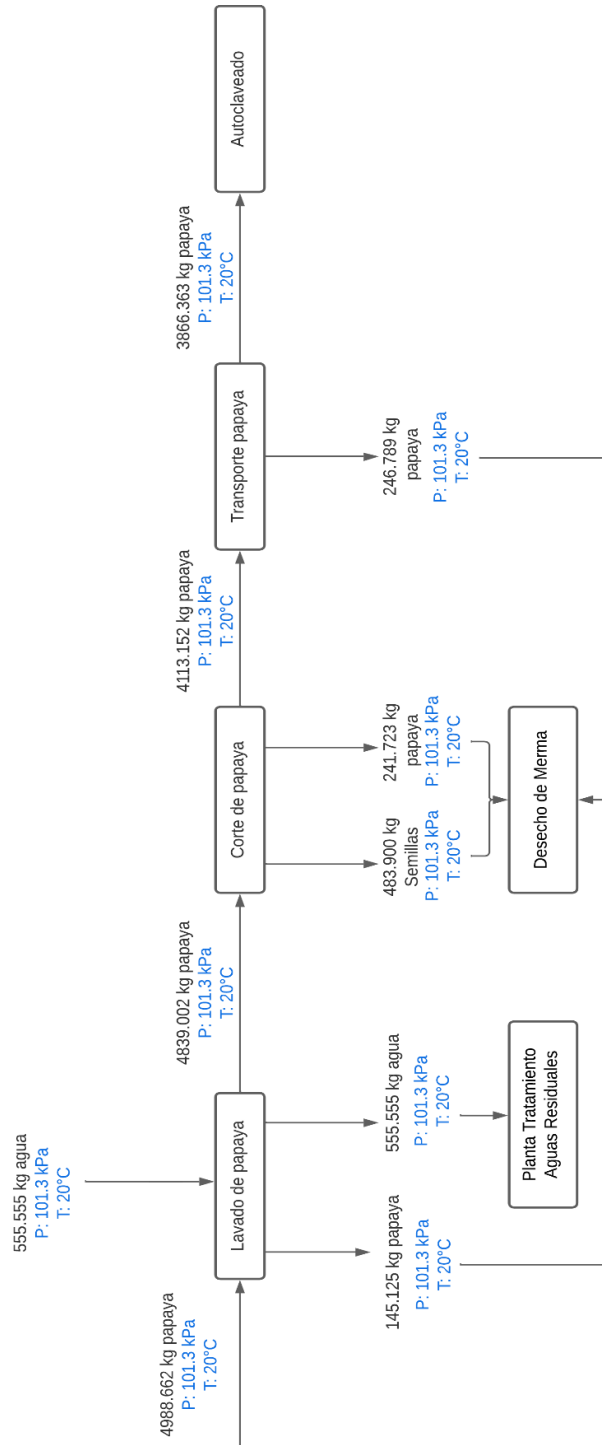 555.555 kg agua
P: 101.3 kPa
T: 20°C
4988.662 kg papaya
P: 101.3 kPa
T: 20°C
Lavado de papaya
4839.002 kg papaya
P: 101.3 kPa
T: 20°C
Corte de papaya
4113.152 kg papaya
P: 101.3 kPa
T: 20°C
Transporte papaya
3866.363 kg papaya
P: 101.3 kPa
T: 20°C
Autoclaveado
145.125 kg papaya
P: 101.3 kPa
T: 20°C
555.555 kg agua
P: 101.3 kPa
T: 20°C
483.900 kg
Semillas
P: 101.3 kPa
T: 20°C
241.723 kg
papaya
P: 101.3 kPa
T: 20°C
246.789 kg
papaya
P: 101.3 kPa
T: 20°C
Planta Tratamiento
Aguas Residuales
Desecho de Merma